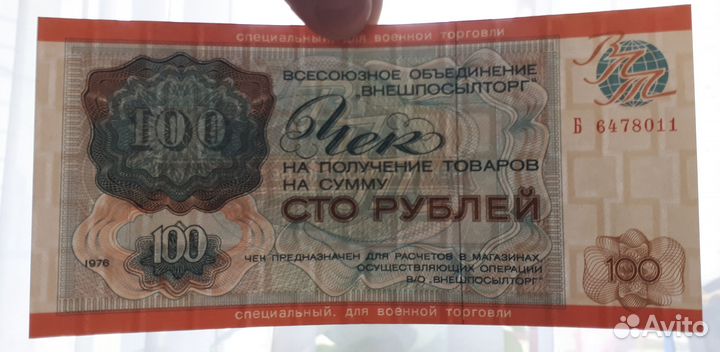 специальный. для военной торговли
ВПТ
ВСЕСОЮЗНОЕ ОБЪЕДИНЕНИЕ
„ВНЕШПОСЫЛТОРГ"
100
Чек
Б 6478011
НА ПОЛУЧЕНИЕ ТОВАРОВ
НА СУММУ
СТО РУБЛЕЙ
100
1976
ЧЕК ПРЕДНАЗНАЧЕН ДЛЯ РАСЧЕТОВ В МАГАЗИНАХ,
ОСУЩЕСТВЛЯЮЩИХ ОПЕРАЦИИ
В/О „ВНЕШПОСЫЛТОРГ"
100
специальный. для военной торговли
Avito